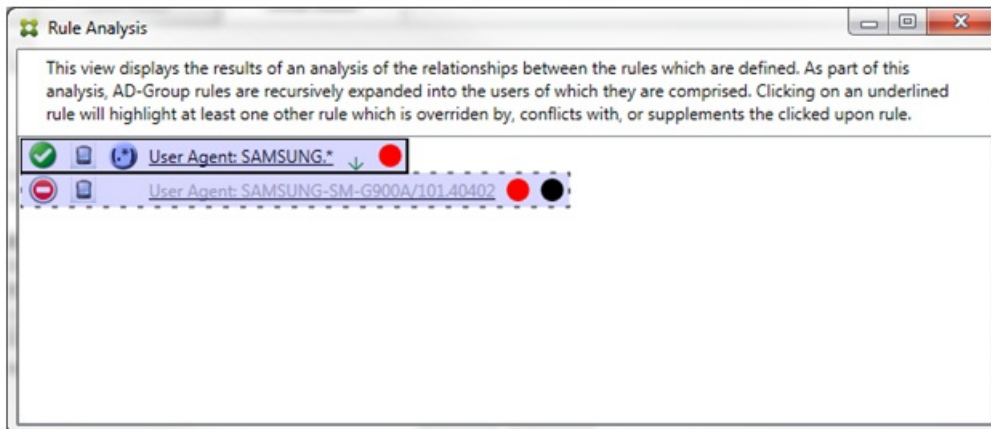 Rule Analysis
This view displays the results of an analysis of the relationships between the rules which are defined. As part of this
analysis, AD-Group rules are recursively expanded into the users of which they are comprised. Clicking on an underlined
rule will highlight at least one other rule which is overriden by, conflicts with, or supplements the clicked upon rule.
(.*) User Agent: SAMSUNG.*
User Agent: SAMSUNG-SM-G900A/101.40402